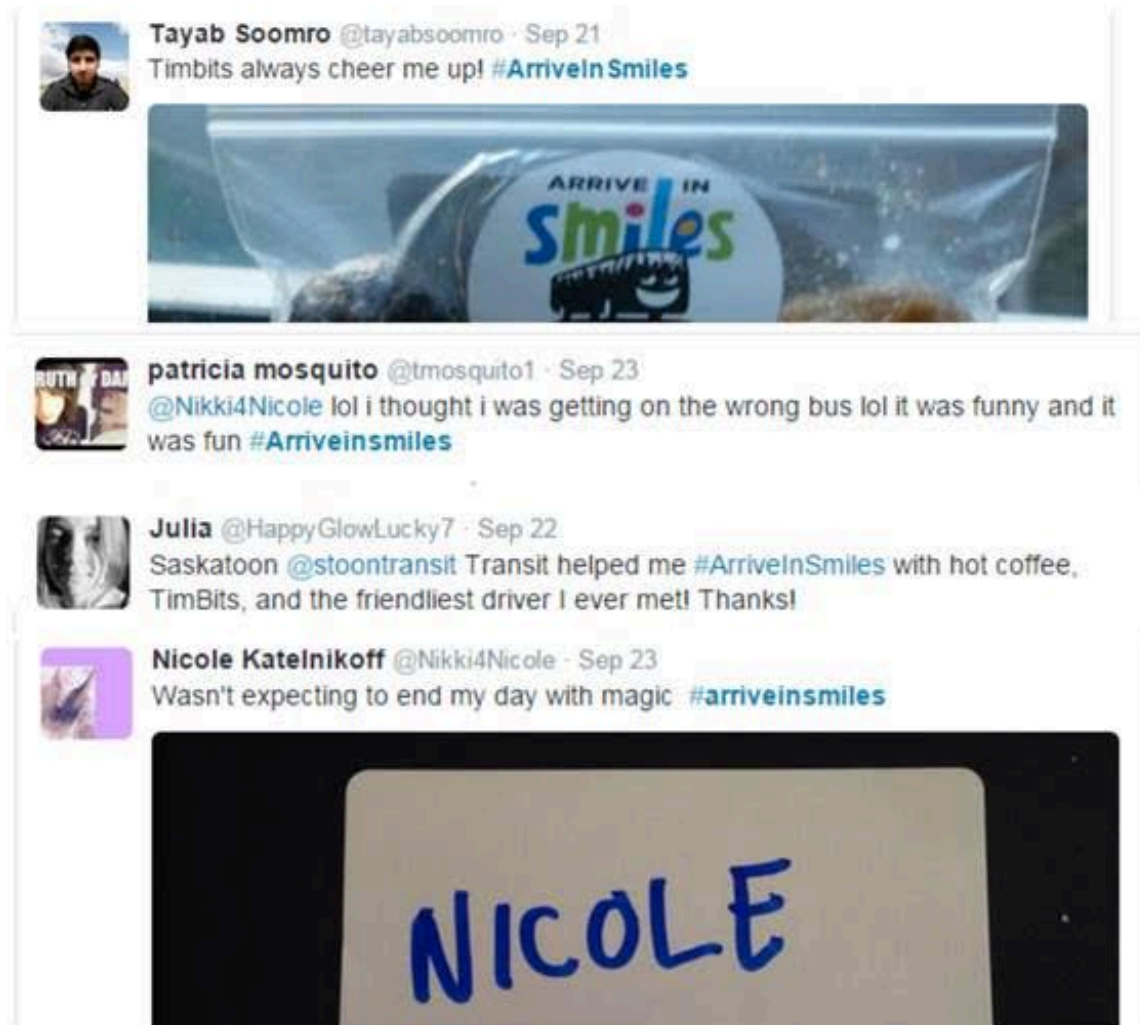 Tayab Soomro @tayabsoomro · Sep 21
Timbits always cheer me up! #ArriveInSmiles
ARRIVE IN
smiles
patricia mosquito @tmosquito1 · Sep 23
RUTH DA
@Nikki4Nicole lol i thought i was getting on the wrong bus lol it was funny and it
was fun #Arriveinsmiles
Julia @HappyGlowLucky7 · Sep 22
Saskatoon @stoontransit Transit helped me #ArriveInSmiles with hot coffee,
TimBits, and the friendliest driver I ever met! Thanks!
Nicole Katelnikoff @Nikki4Nicole · Sep 23
Wasn't expecting to end my day with magic #arriveinsmiles
NICOLE